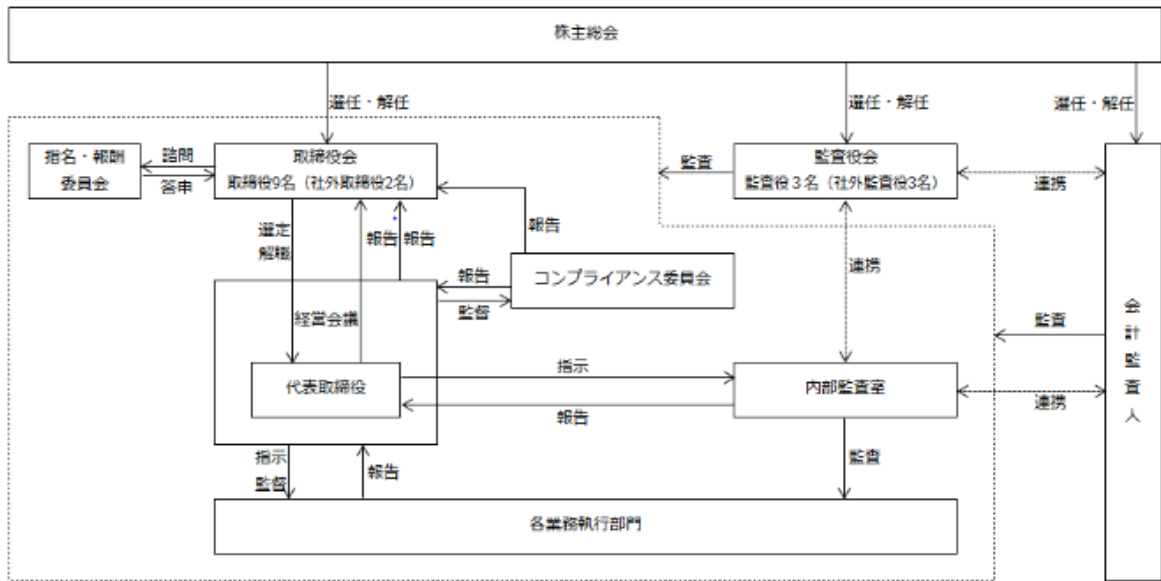 株主総会
選任・解任
選任・解任
選任・解任
指名・報酬
委員会
諮問
答申
取締役会
取締役9名（社外取締役2名）
監査
監査役会
監査役３名（社外監査役3名）
連携
選定
解職
報告
報告
報告
コンプライアンス委員会
連携
報告
監督
経営会議
監査
会計監査人
代表取締役
指示
報告
内部監査室
連携
指示
監督
報告
監査
各業務執行部門